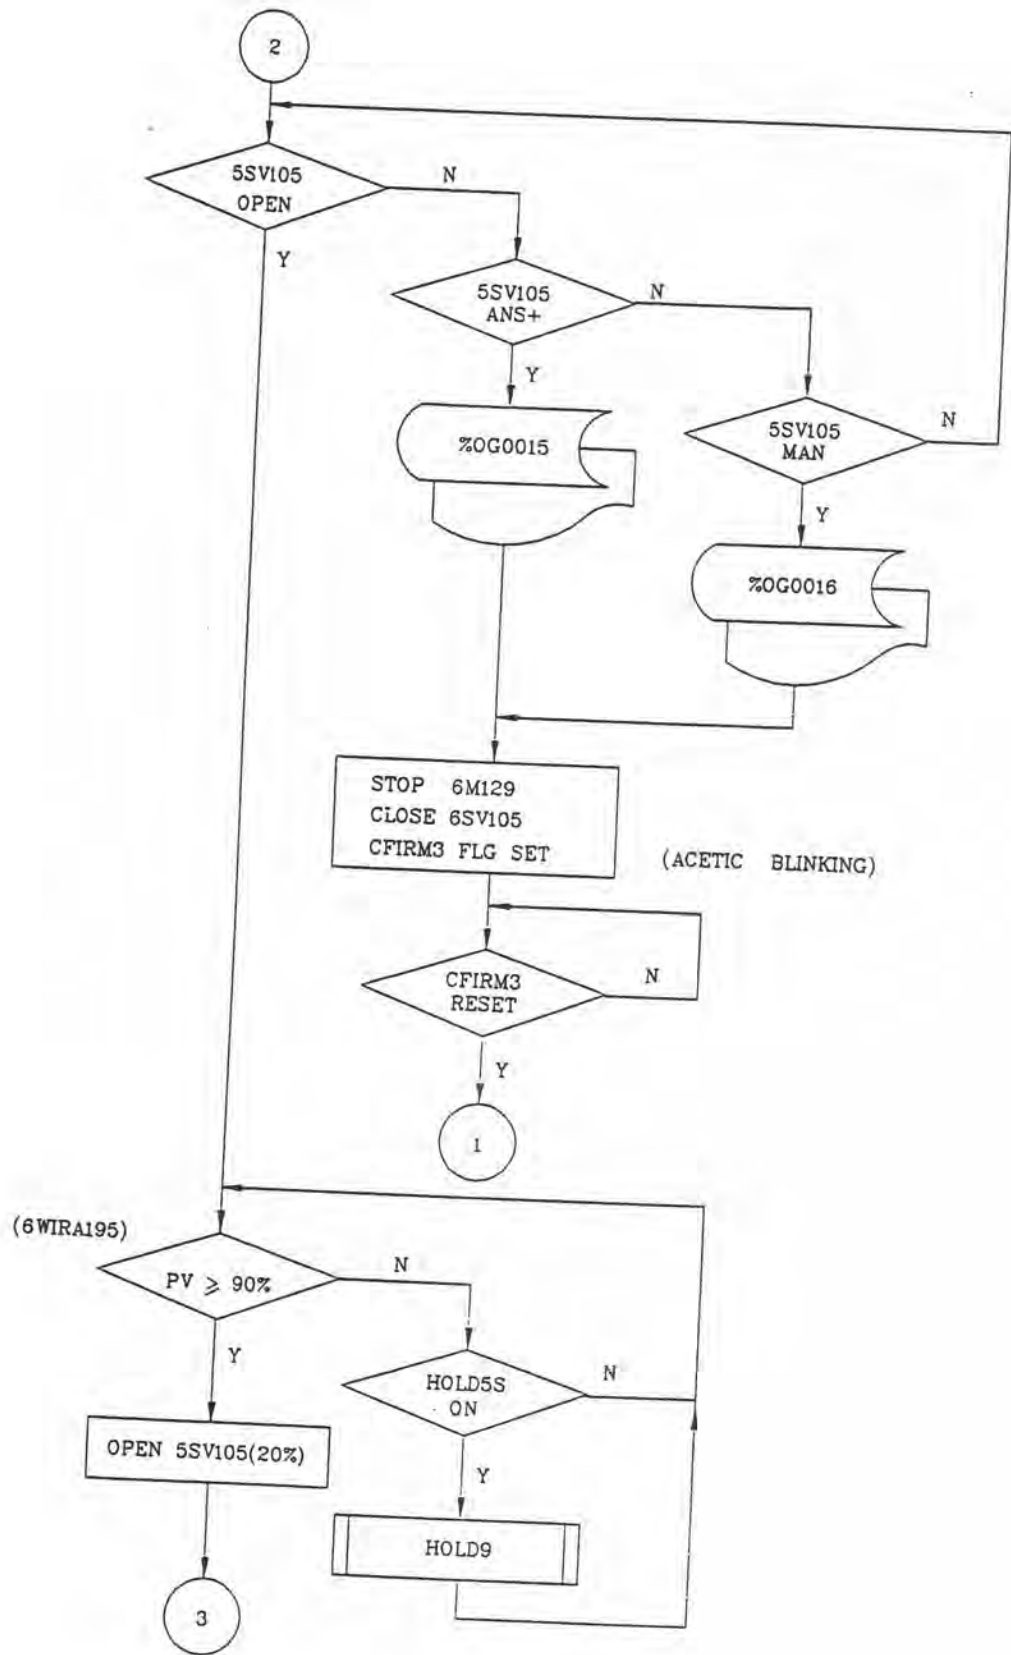 2
5SV105
OPEN
N
Y
5SV105
ANS+
N
Y
%OG0015
5SV105
MAN
N
Y
%OG0016
STOP 6M129
CLOSE 6SV105
CFIRM3 FLG SET
(ACETIC BLINKING)
CFIRM3
RESET
N
Y
1
(6WIRA195)
PV ≥ 90%
N
Y
HOLD5S
ON
N
Y
OPEN 5SV105(20%)
HOLD9
3